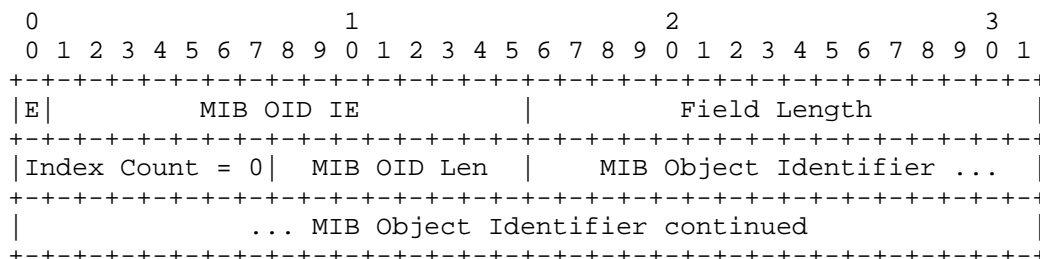 0                   1                   2                   3
 0 1 2 3 4 5 6 7 8 9 0 1 2 3 4 5 6 7 8 9 0 1 2 3 4 5 6 7 8 9 0 1
+-+-+-+-+-+-+-+-+-+-+-+-+-+-+-+-+-+-+-+-+-+-+-+-+-+-+-+-+-+-+-+-+
|E|         MIB OID IE          |         Field Length          |
+-+-+-+-+-+-+-+-+-+-+-+-+-+-+-+-+-+-+-+-+-+-+-+-+-+-+-+-+-+-+-+-+
|Index Count = 0|  MIB OID Len  |    MIB Object Identifier ...  |
+-+-+-+-+-+-+-+-+-+-+-+-+-+-+-+-+-+-+-+-+-+-+-+-+-+-+-+-+-+-+-+-+
|              ... MIB Object Identifier continued              |
+-+-+-+-+-+-+-+-+-+-+-+-+-+-+-+-+-+-+-+-+-+-+-+-+-+-+-+-+-+-+-+-+